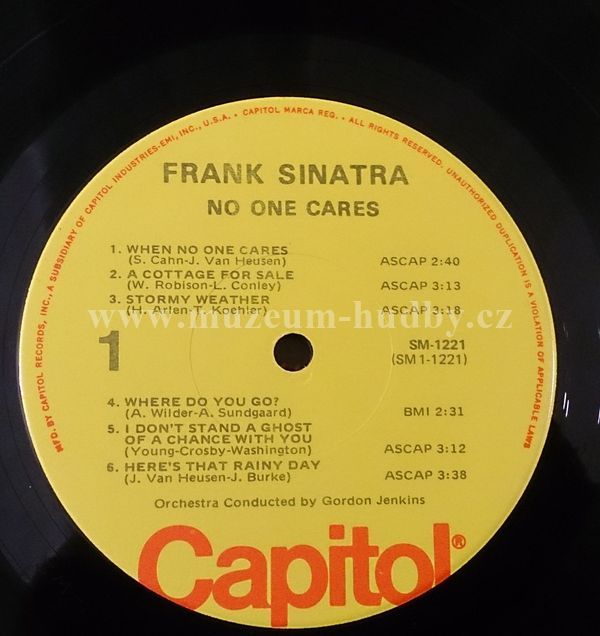 MFG. BY CAPITOL RECORDS, INC., A SUBSIDIARY OF CAPITOL INDUSTRIES-EMI, INC., U.S.A. • CAPITOL MARCA REG. • ALL RIGHTS RESERVED. UNAUTHORIZED DUPLICATION IS A VIOLATION OF APPLICABLE LAWS
FRANK SINATRA
NO ONE CARES
1. WHEN NO ONE CARES
(S. Cahn-J. Van Heusen) ASCAP 2:40
2. A COTTAGE FOR SALE
(W. Robison-L. Conley) ASCAP 3:13
3. STORMY WEATHER
(H. Arlen-T. Koehler) ASCAP 3:18
www.muzeum-hudby.cz
1
SM-1221
(SM1-1221)
4. WHERE DO YOU GO?
(A. Wilder-A. Sundgaard) BMI 2:31
5. I DON'T STAND A GHOST
OF A CHANCE WITH YOU
(Young-Crosby-Washington) ASCAP 3:12
6. HERE'S THAT RAINY DAY
(J. Van Heusen-J. Burke) ASCAP 3:38
Orchestra Conducted by Gordon Jenkins
Capitol®